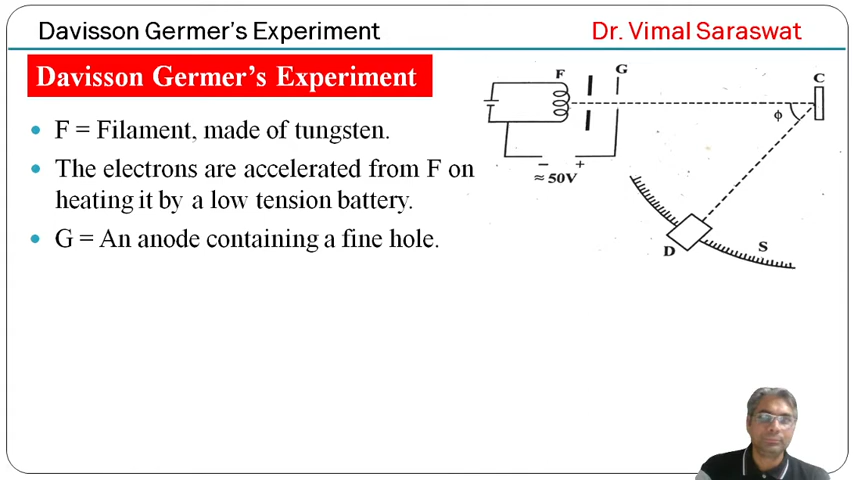 Davisson Germer's Experiment
Dr. Vimal Saraswat
Davisson Germer's Experiment
F = Filament, made of tungsten.
The electrons are accelerated from F on
heating it by a low tension battery.
G = An anode containing a fine hole.
F
G
C
ϕ
− +
≈ 50V
D
S